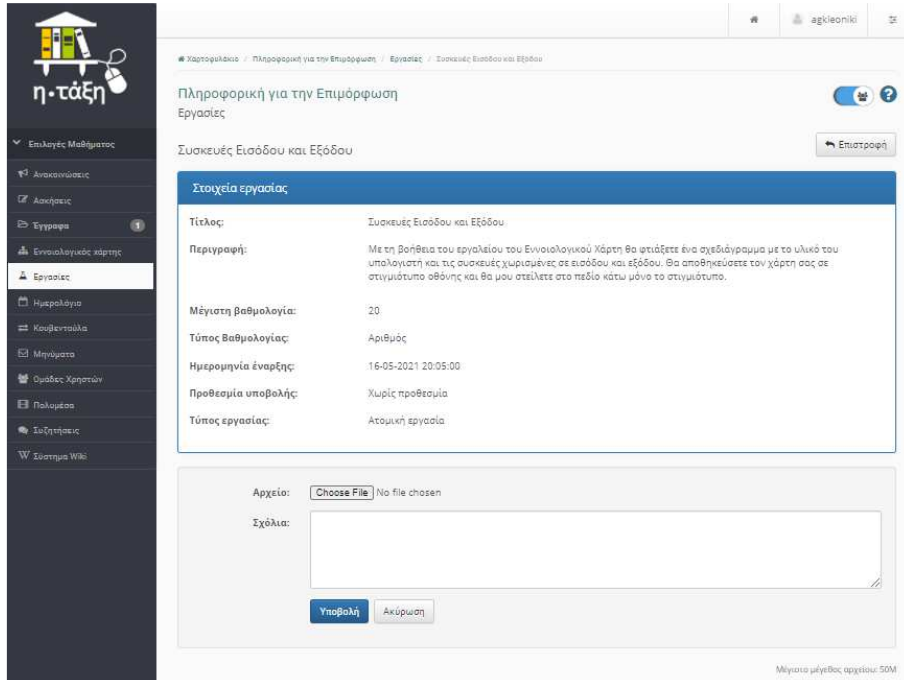 agkleoniki
Χαρτοφυλάκιο / Πληροφορική για την Επιμόρφωση / Εργασίες / Συσκευές Εισόδου και Εξόδου
η·τάξη
Πληροφορική για την Επιμόρφωση
Εργασίες
Συσκευές Εισόδου και Εξόδου
Επιστροφή
Επιλογές Μαθήματος
Ανακοινώσεις
Ασκήσεις
Έγγραφα 1
Εννοιολογικός χάρτης
Εργασίες
Ημερολόγιο
Κουβεντούλα
Μηνύματα
Ομάδες Χρηστών
Πολυμέσα
Συζητήσεις
Σύστημα Wiki
Στοιχεία εργασίας
Τίτλος: Συσκευές Εισόδου και Εξόδου
Περιγραφή: Με τη βοήθεια του εργαλείου του Εννοιολογικού Χάρτη θα φτιάξετε ένα σχεδιάγραμμα με το υλικό του
υπολογιστή και τις συσκευές χωρισμένες σε εισόδου και εξόδου. Θα αποθηκεύσετε τον χάρτη σας σε
στιγμιότυπο οθόνης και θα μου στείλετε στο πεδίο κάτω μόνο το στιγμιότυπο.
Μέγιστη βαθμολογία: 20
Τύπος Βαθμολογίας: Αριθμός
Ημερομηνία έναρξης: 16-05-2021 20:05:00
Προθεσμία υποβολής: Χωρίς προθεσμία
Τύπος εργασίας: Ατομική εργασία
Αρχείο: Choose File No file chosen
Σχόλια:
Υποβολή Ακύρωση
Μέγιστο μέγεθος αρχείου: 50M